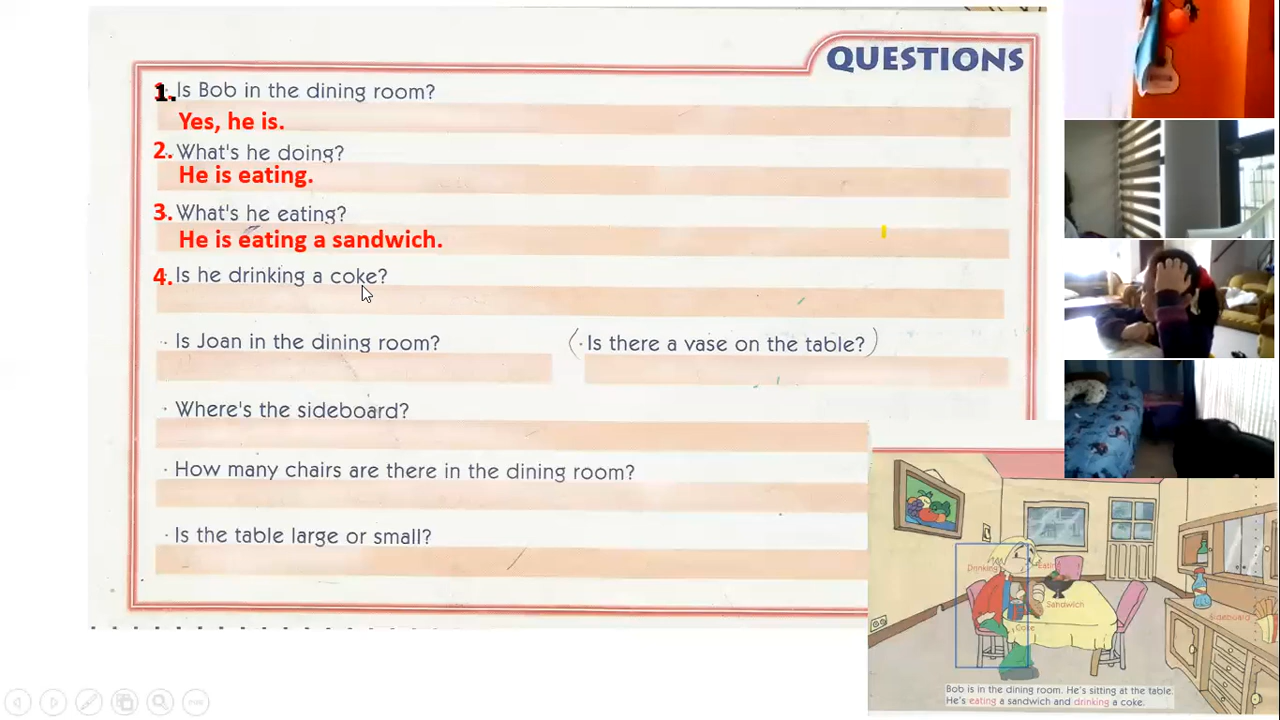 QUESTIONS
1. Is Bob in the dining room?
Yes, he is.
2. What's he doing?
He is eating.
3. What's he eating?
He is eating a sandwich.
4. Is he drinking a coke?
· Is Joan in the dining room?
(· Is there a vase on the table?)
· Where's the sideboard?
· How many chairs are there in the dining room?
· Is the table large or small?
Drinking
Eating
Sandwich
Coke
Sideboard
Bob is in the dining room. He's sitting at the table.
He's eating a sandwich and drinking a coke.